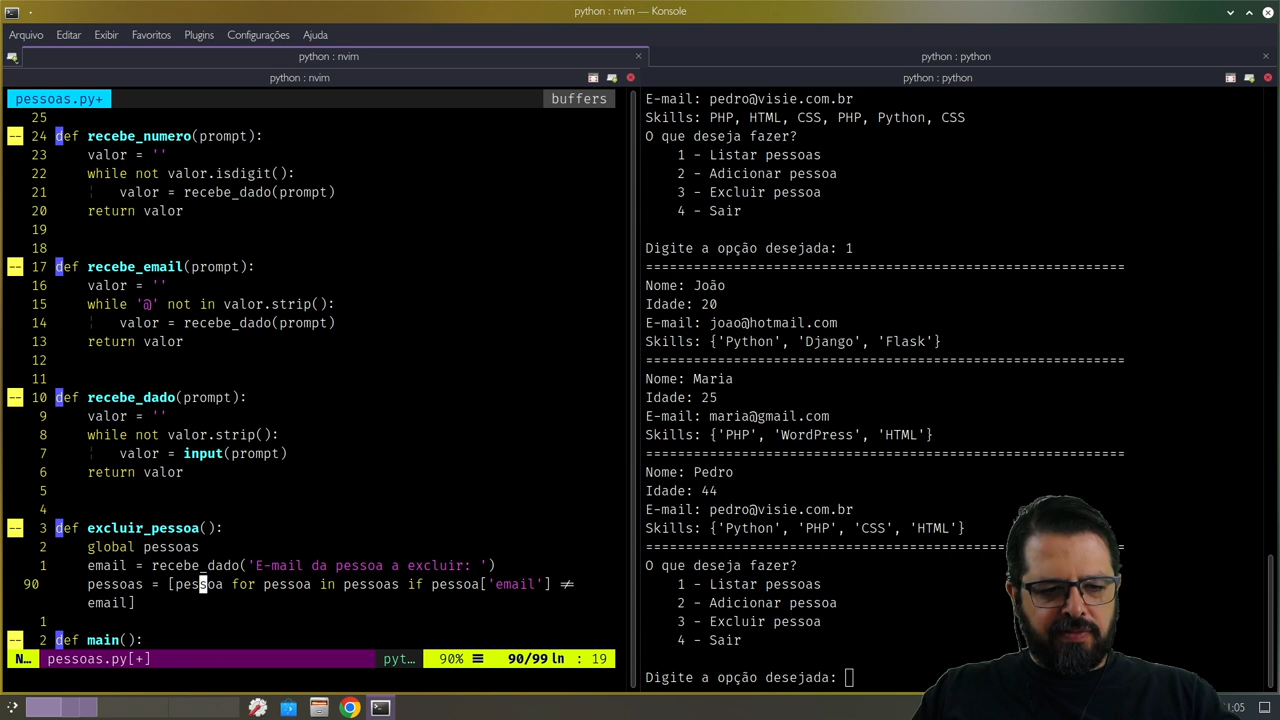 python : nvim — Konsole
Arquivo Editar Exibir Favoritos Plugins Configurações Ajuda
python : nvim
python : python
python : nvim
python : python
pessoas.py+ buffers
25
-- 24 def recebe_numero(prompt):
23 valor = ''
22 while not valor.isdigit():
21 ¦ valor = recebe_dado(prompt)
20 return valor
19
18
-- 17 def recebe_email(prompt):
16 valor = ''
15 while '@' not in valor.strip():
14 ¦ valor = recebe_dado(prompt)
13 return valor
12
11
-- 10 def recebe_dado(prompt):
9 valor = ''
8 while not valor.strip():
7 ¦ valor = input(prompt)
6 return valor
5
4
-- 3 def excluir_pessoa():
2 global pessoas
1 email = recebe_dado('E-mail da pessoa a excluir: ')
90 pessoas = [pessoa for pessoa in pessoas if pessoa['email'] ≠
email]
1
-- 2 def main():
N… pessoas.py[+] pyt… 90% ☰ 90/99 ln : 19
E-mail: pedro@visie.com.br
Skills: PHP, HTML, CSS, PHP, Python, CSS
O que deseja fazer?
1 - Listar pessoas
2 - Adicionar pessoa
3 - Excluir pessoa
4 - Sair
Digite a opção desejada: 1
============================================================
Nome: João
Idade: 20
E-mail: joao@hotmail.com
Skills: {'Python', 'Django', 'Flask'}
============================================================
Nome: Maria
Idade: 25
E-mail: maria@gmail.com
Skills: {'PHP', 'WordPress', 'HTML'}
============================================================
Nome: Pedro
Idade: 44
E-mail: pedro@visie.com.br
Skills: {'Python', 'PHP', 'CSS', 'HTML'}
============================================================
O que deseja fazer?
1 - Listar pessoas
2 - Adicionar pessoa
3 - Excluir pessoa
4 - Sair
Digite a opção desejada: